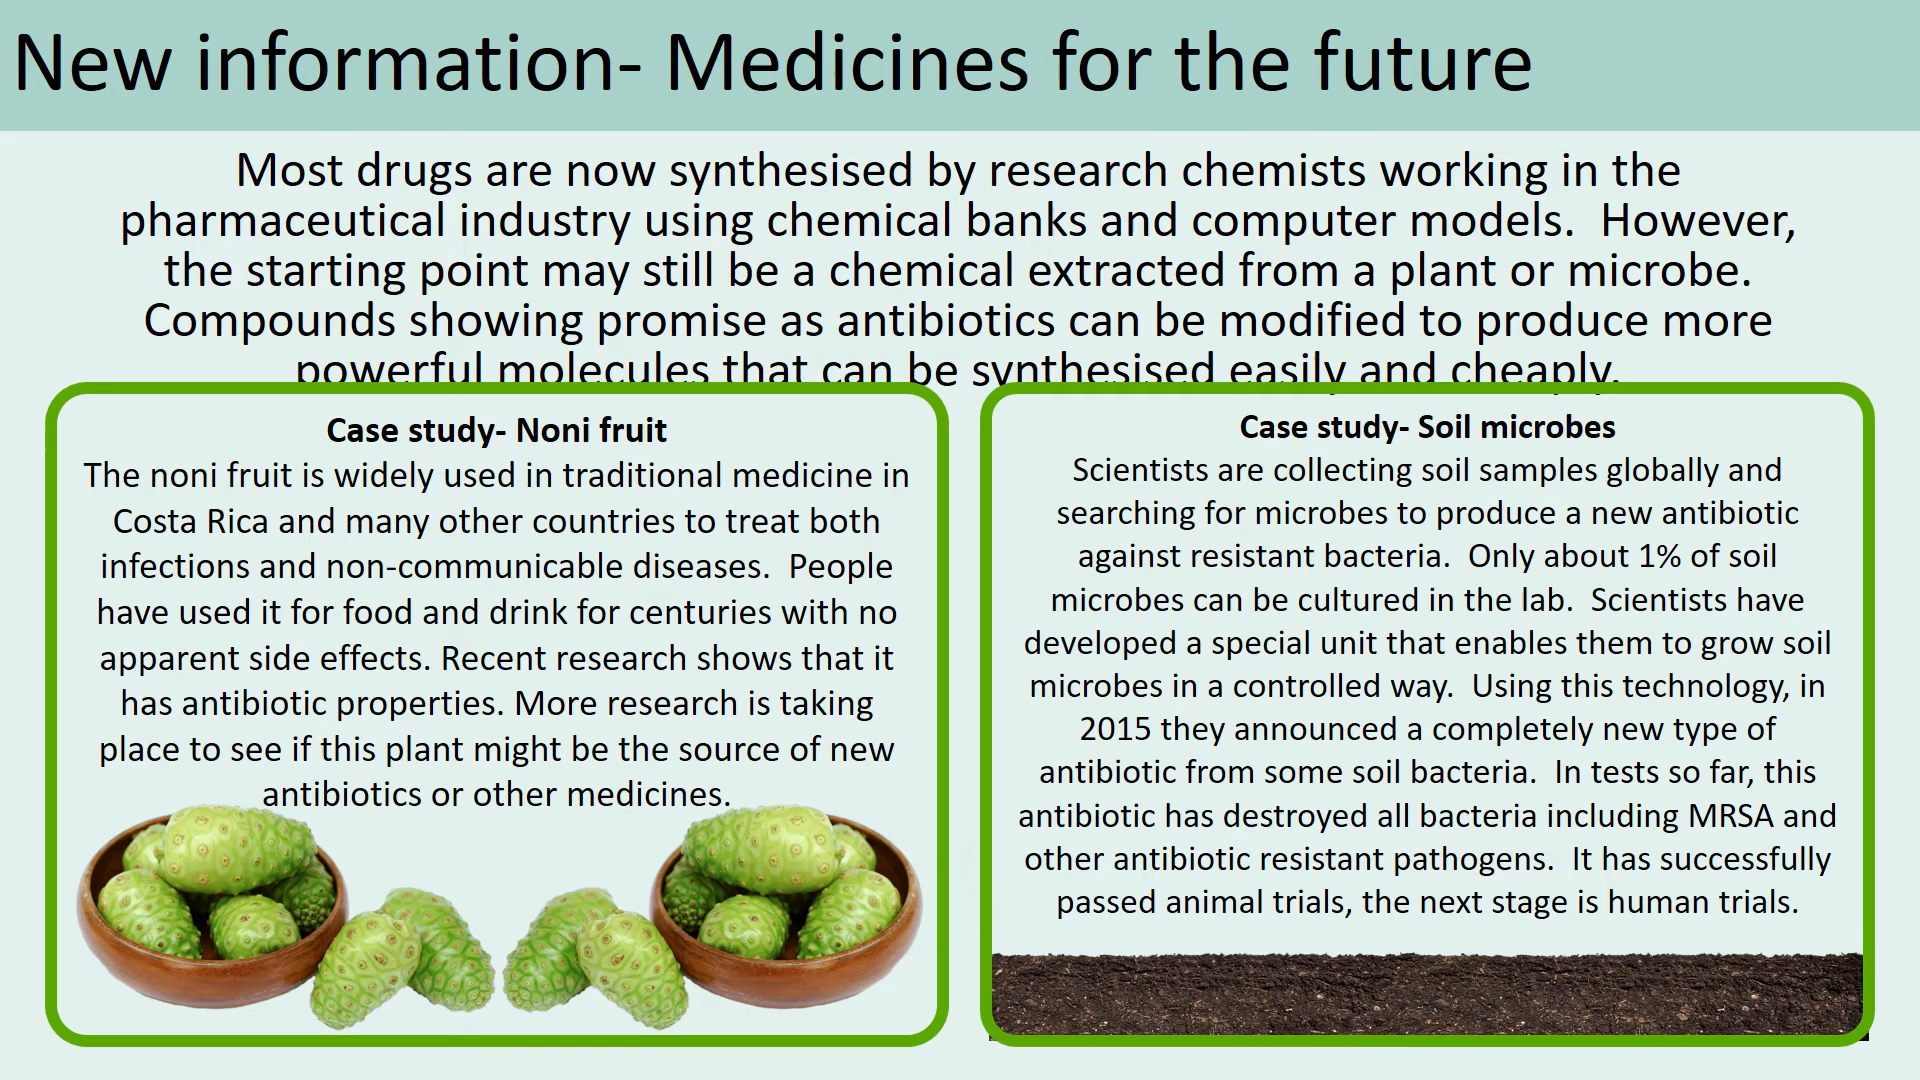 New information- Medicines for the future
Most drugs are now synthesised by research chemists working in the
pharmaceutical industry using chemical banks and computer models.  However,
the starting point may still be a chemical extracted from a plant or microbe.
Compounds showing promise as antibiotics can be modified to produce more
powerful molecules that can be synthesised easily and cheaply.
Case study- Noni fruit
The noni fruit is widely used in traditional medicine in
Costa Rica and many other countries to treat both
infections and non-communicable diseases.  People
have used it for food and drink for centuries with no
apparent side effects. Recent research shows that it
has antibiotic properties. More research is taking
place to see if this plant might be the source of new
antibiotics or other medicines.
Case study- Soil microbes
Scientists are collecting soil samples globally and
searching for microbes to produce a new antibiotic
against resistant bacteria.  Only about 1% of soil
microbes can be cultured in the lab.  Scientists have
developed a special unit that enables them to grow soil
microbes in a controlled way.  Using this technology, in
2015 they announced a completely new type of
antibiotic from some soil bacteria.  In tests so far, this
antibiotic has destroyed all bacteria including MRSA and
other antibiotic resistant pathogens.  It has successfully
passed animal trials, the next stage is human trials.